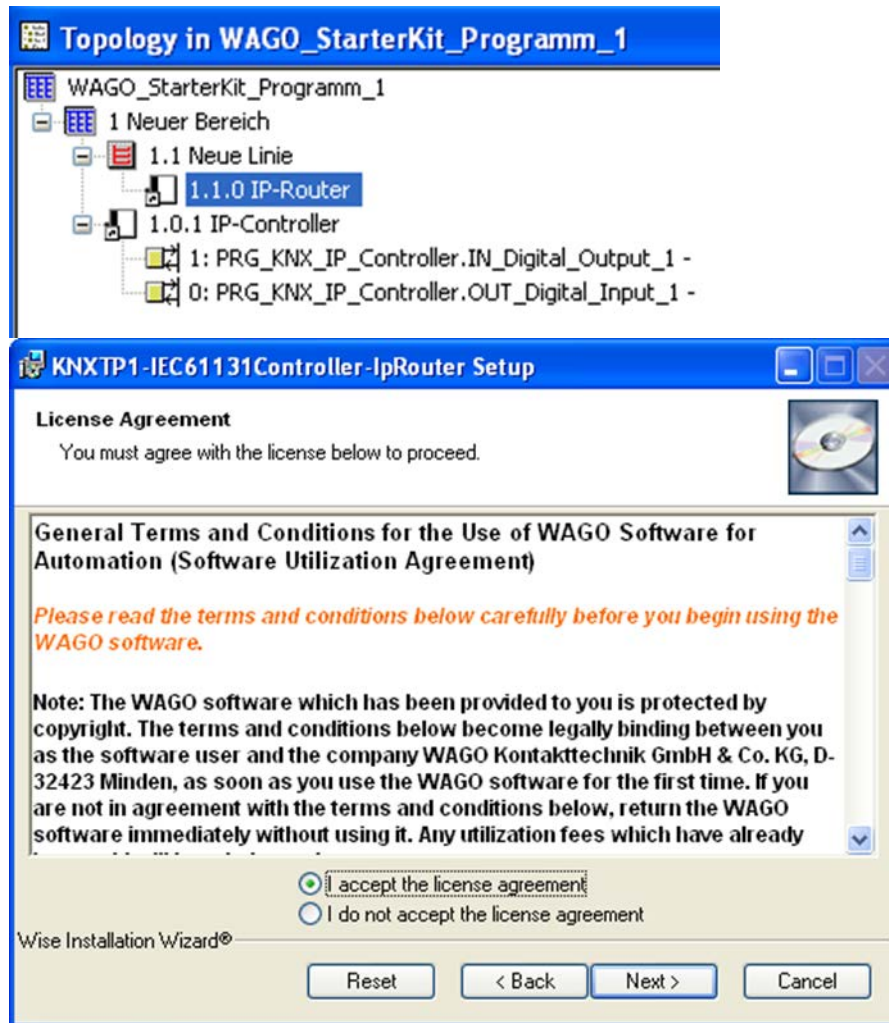 Topology in WAGO_StarterKit_Programm_1
WAGO_StarterKit_Programm_1
1 Neuer Bereich
1.1 Neue Linie
1.1.0 IP-Router
1.0.1 IP-Controller
1: PRG_KNX_IP_Controller.IN_Digital_Output_1 -
0: PRG_KNX_IP_Controller.OUT_Digital_Input_1 -
KNXTP1-IEC61131Controller-IpRouter Setup
License Agreement
You must agree with the license below to proceed.
General Terms and Conditions for the Use of WAGO Software for
Automation (Software Utilization Agreement)
Please read the terms and conditions below carefully before you begin using the
WAGO software.
Note: The WAGO software which has been provided to you is protected by
copyright. The terms and conditions below become legally binding between you
as the software user and the company WAGO Kontakttechnik GmbH & Co. KG, D-
32423 Minden, as soon as you use the WAGO software for the first time. If you
are not in agreement with the terms and conditions below, return the WAGO
software immediately without using it. Any utilization fees which have already
I accept the license agreement
I do not accept the license agreement
Wise Installation Wizard®
Reset
< Back
Next >
Cancel